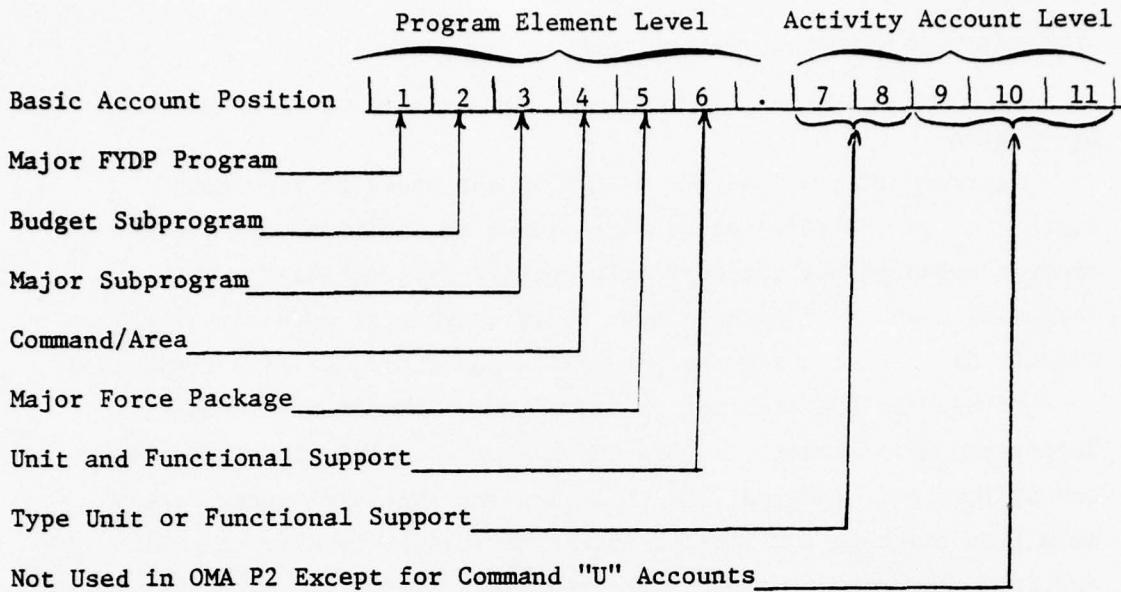 Program Element Level Activity Account Level
Basic Account Position | 1 | 2 | 3 | 4 | 5 | 6 | . | 7 | 8 | 9 | 10 | 11 |
Major FYDP Program
Budget Subprogram
Major Subprogram
Command/Area
Major Force Package
Unit and Functional Support
Type Unit or Functional Support
Not Used in OMA P2 Except for Command "U" Accounts